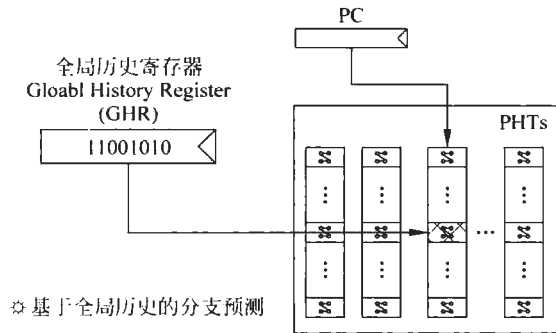 PC
全局历史寄存器
Gloabl History Register
(GHR)
11001010
PHTs
☼ 基于全局历史的分支预测